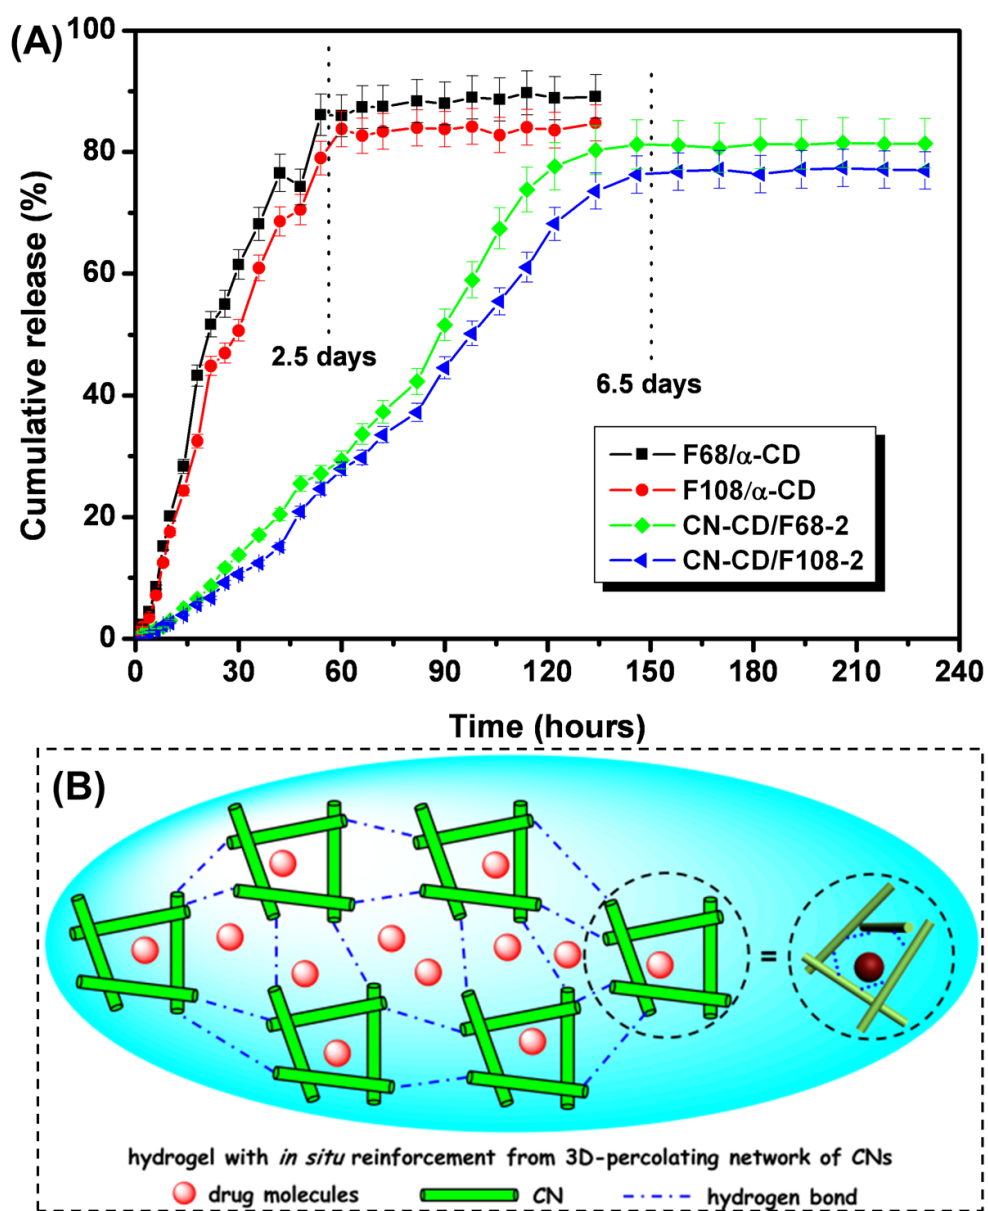 (A)
100
80
60
40
20
0
Cumulative release (%)
2.5 days
6.5 days
F68/α-CD
F108/α-CD
CN-CD/F68-2
CN-CD/F108-2
0 30 60 90 120 150 180 210 240
Time (hours)
(B)
=
hydrogel with in situ reinforcement from 3D-percolating network of CNs
drug molecules CN hydrogen bond